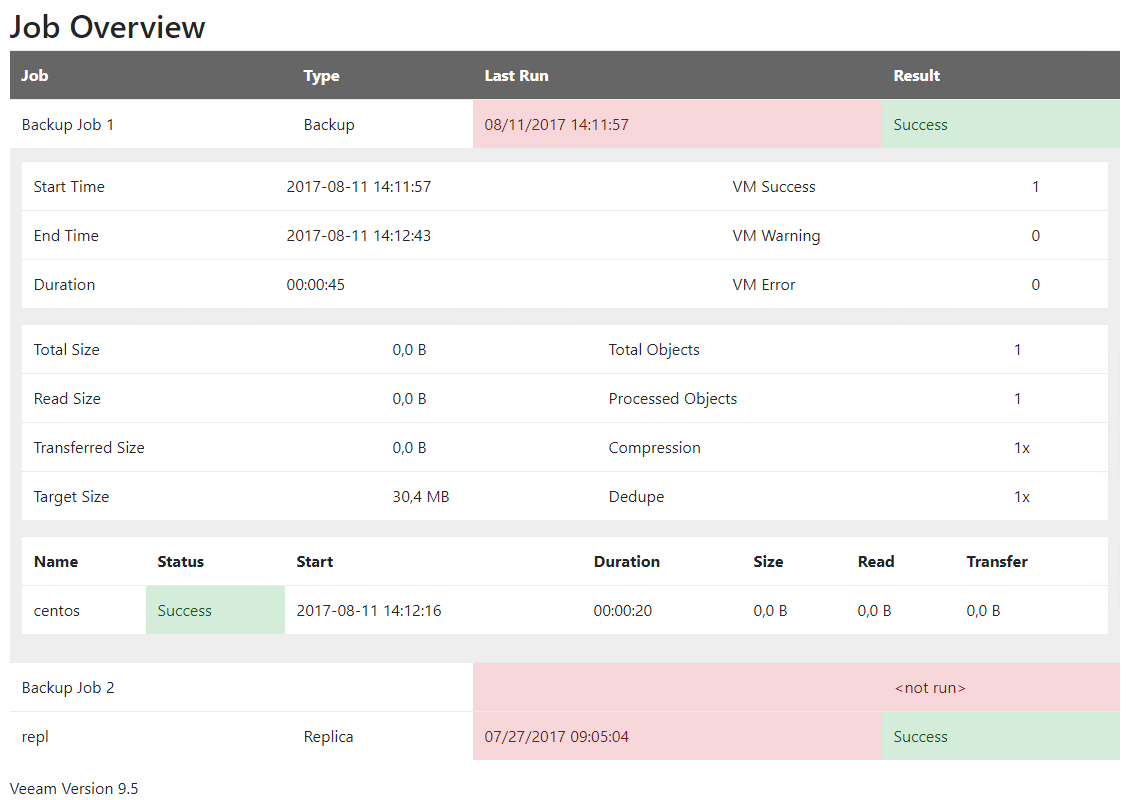 Job Overview
Job Type Last Run Result
Backup Job 1 Backup 08/11/2017 14:11:57 Success
Start Time 2017-08-11 14:11:57 VM Success 1
End Time 2017-08-11 14:12:43 VM Warning 0
Duration 00:00:45 VM Error 0
Total Size 0,0 B Total Objects 1
Read Size 0,0 B Processed Objects 1
Transferred Size 0,0 B Compression 1x
Target Size 30,4 MB Dedupe 1x
Name Status Start Duration Size Read Transfer
centos Success 2017-08-11 14:12:16 00:00:20 0,0 B 0,0 B 0,0 B
Backup Job 2 <not run>
repl Replica 07/27/2017 09:05:04 Success
Veeam Version 9.5